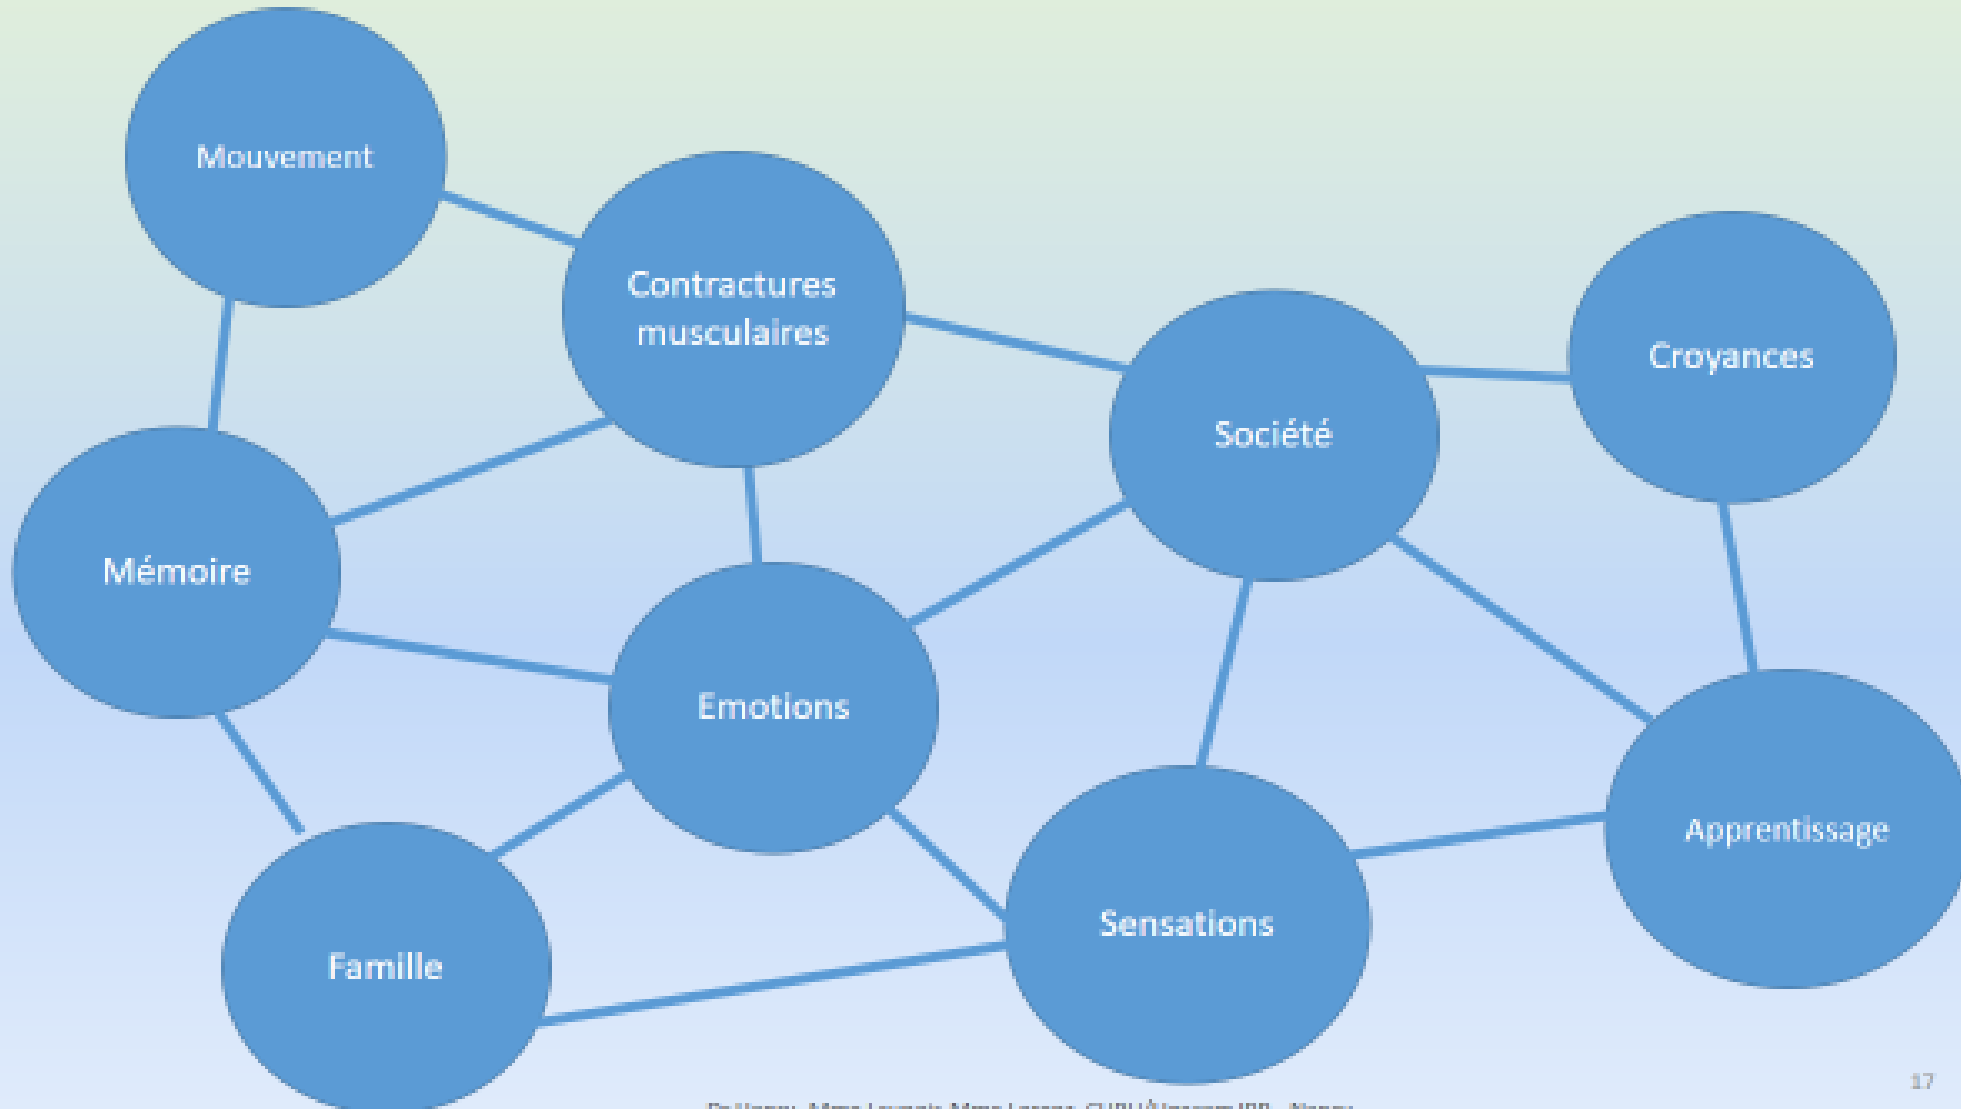 Mouvement
Contractures
musculaires
Croyances
Société
Mémoire
Emotions
Apprentissage
Sensations
Famille
17